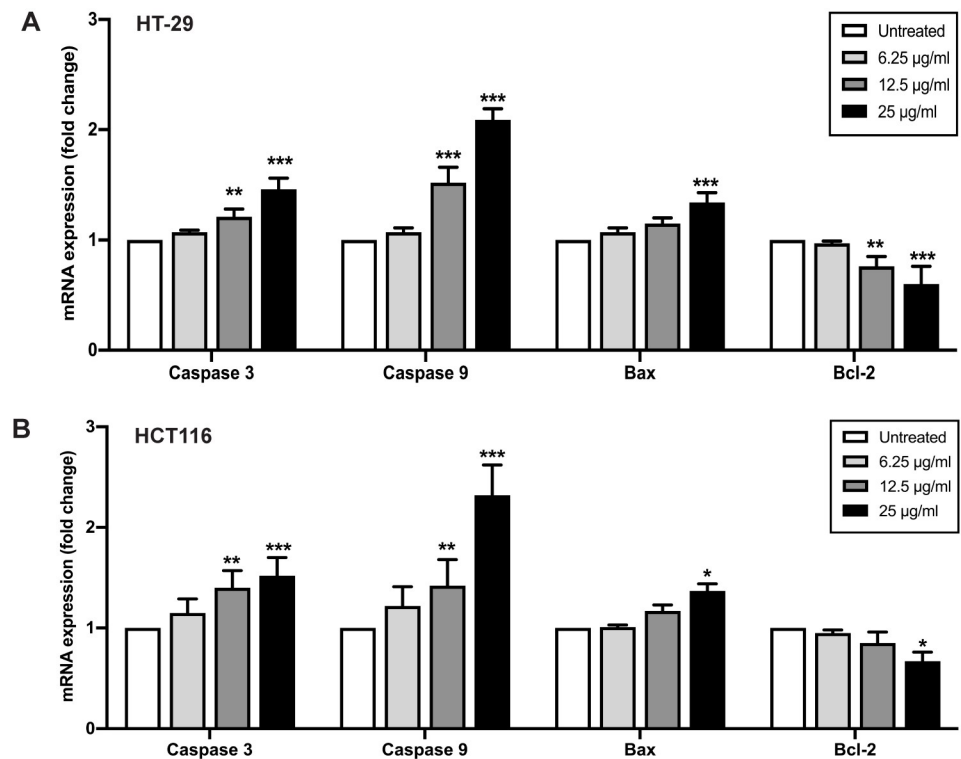 A
HT-29
mRNA expression (fold change)
3
2
1
0
Untreated
6.25 µg/ml
12.5 µg/ml
25 µg/ml
** ***
*** ***
***
** ***
Caspase 3 Caspase 9 Bax Bcl-2
B
HCT116
mRNA expression (fold change)
3
2
1
0
Untreated
6.25 µg/ml
12.5 µg/ml
25 µg/ml
** ***
** ***
*
*
Caspase 3 Caspase 9 Bax Bcl-2